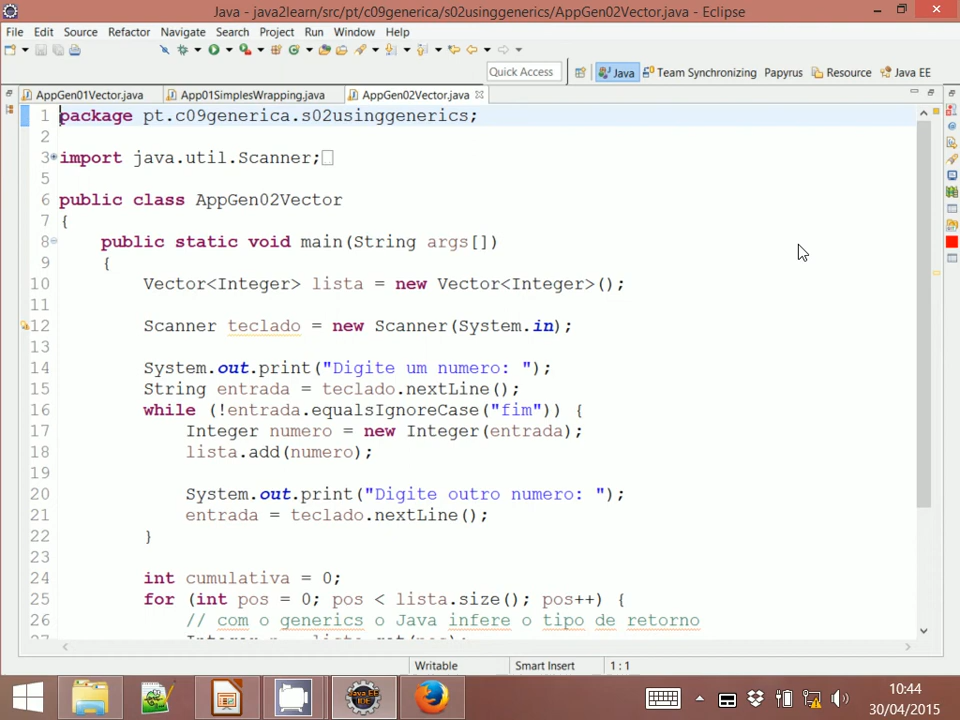 Java - java2learn/src/pt/c09generica/s02usinggenerics/AppGen02Vector.java - Eclipse
File Edit Source Refactor Navigate Search Project Run Window Help
Quick Access Java Team Synchronizing Papyrus Resource Java EE
AppGen01Vector.java App01SimplesWrapping.java AppGen02Vector.java
1 package pt.c09generica.s02usinggenerics;
2
3 import java.util.Scanner;
5
6 public class AppGen02Vector
7 {
8 public static void main(String args[])
9 {
10 Vector<Integer> lista = new Vector<Integer>();
11
12 Scanner teclado = new Scanner(System.in);
13
14 System.out.print("Digite um numero: ");
15 String entrada = teclado.nextLine();
16 while (!entrada.equalsIgnoreCase("fim")) {
17 Integer numero = new Integer(entrada);
18 lista.add(numero);
19
20 System.out.print("Digite outro numero: ");
21 entrada = teclado.nextLine();
22 }
23
24 int cumulativa = 0;
25 for (int pos = 0; pos < lista.size(); pos++) {
26 // com o generics o Java infere o tipo de retorno
Writable Smart Insert 1 : 1
Java EE
IDE
10:44
30/04/2015